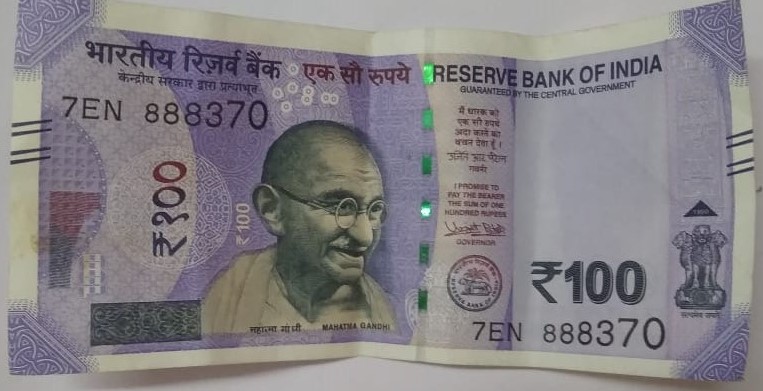 भारतीय रिज़र्व बैंक
केन्द्रीय सरकार द्वारा प्रत्याभूत
एक सौ रुपये
RESERVE BANK OF INDIA
GUARANTEED BY THE CENTRAL GOVERNMENT
7EN 888370
₹१००
₹100
मैं धारक को
एक सौ रुपये
अदा करने का
वचन देता हूँ।
गवर्नर
I PROMISE TO
PAY THE BEARER
THE SUM OF ONE
HUNDRED RUPEES
GOVERNOR
₹100
7EN 888370
महात्मा गांधी
MAHATMA GANDHI
सत्यमेव जयते